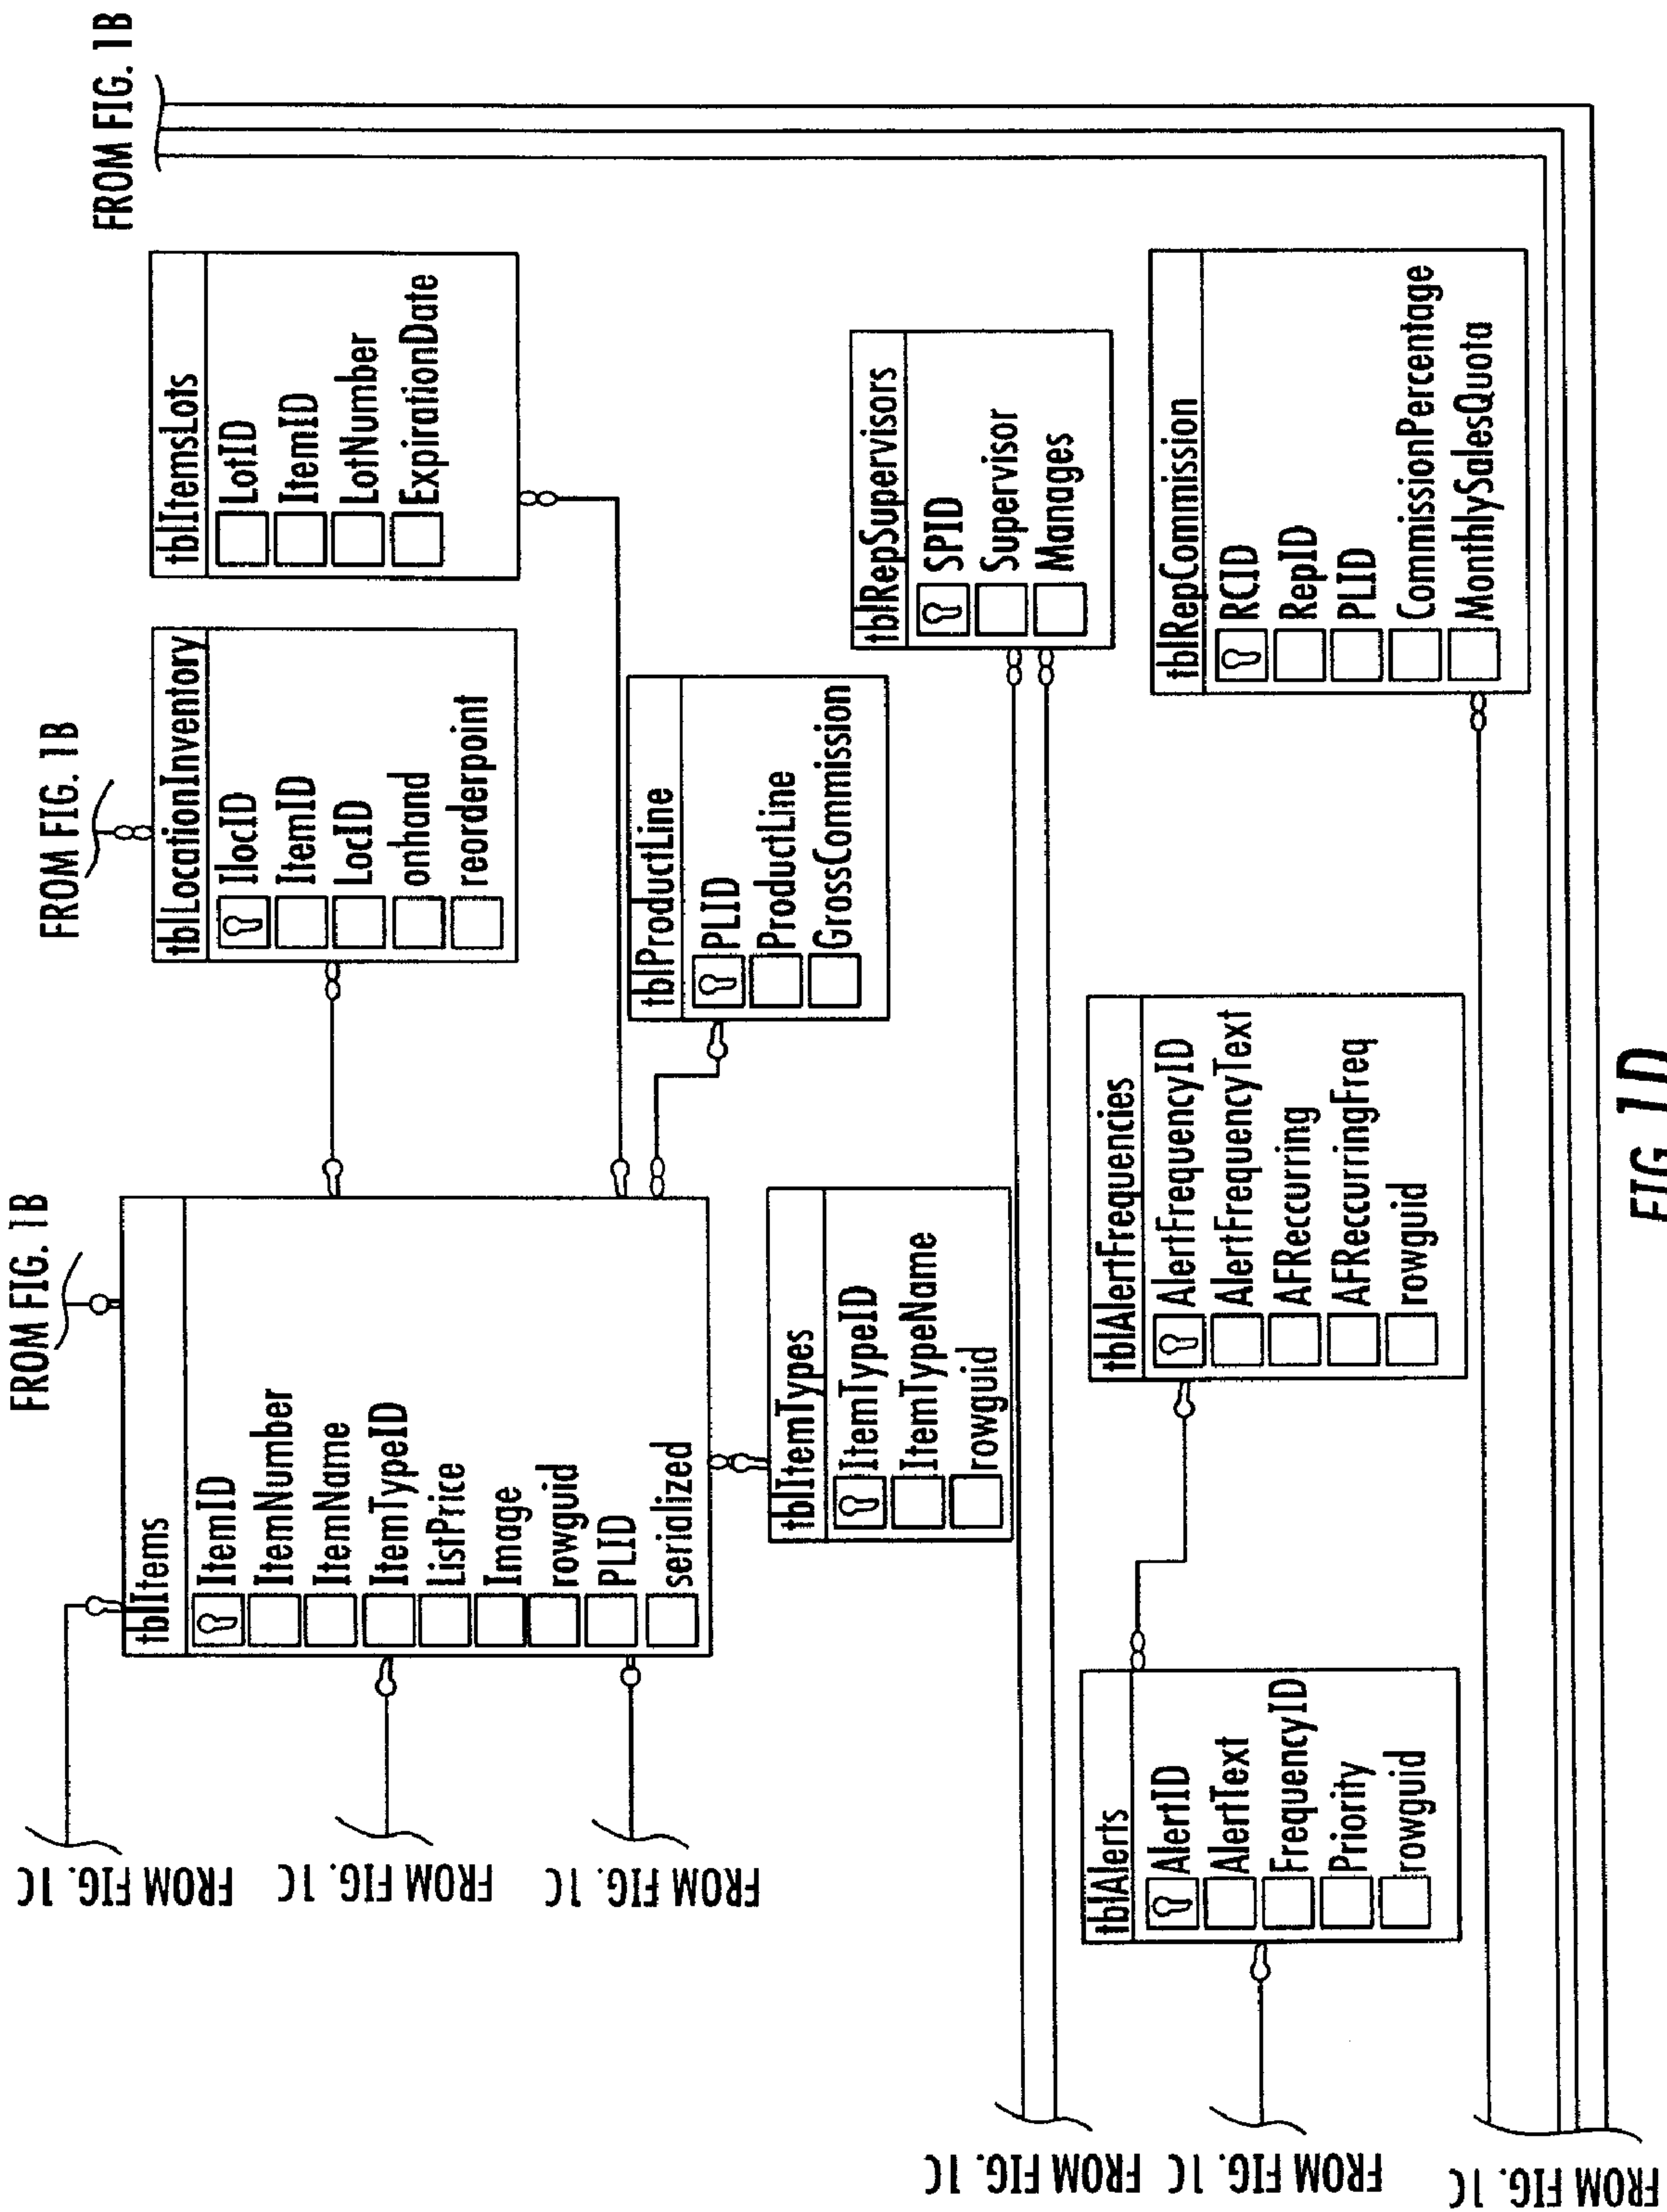 FROM FIG. 1C
FROM FIG. 1C
FROM FIG. 1C
FROM FIG. 1B
tblItems
ItemID
ItemNumber
ItemName
ItemTypeID
ListPrice
Image
rowguid
PLID
serialized
FROM FIG. 1B
tblLocationInventory
IlocID
ItemID
LocID
onhand
reorderpoint
tblItemsLots
LotID
ItemID
LotNumber
ExpirationDate
FROM FIG. 1B
tblProductLine
PLID
ProductLine
GrossCommission
tblItemTypes
ItemTypeID
ItemTypeName
rowguid
tblRepSupervisors
SPID
Supervisor
Manages
FROM FIG. 1C
FROM FIG. 1C
FROM FIG. 1C
tblAlerts
AlertID
AlertText
FrequencyID
Priority
rowguid
tblAlertFrequencies
AlertFrequencyID
AlertFrequencyText
AFReccurring
AFReccurringFreq
rowguid
tblRepCommission
RCID
RepID
PLID
CommissionPercentage
MonthlySalesQuota
FIG. 1D